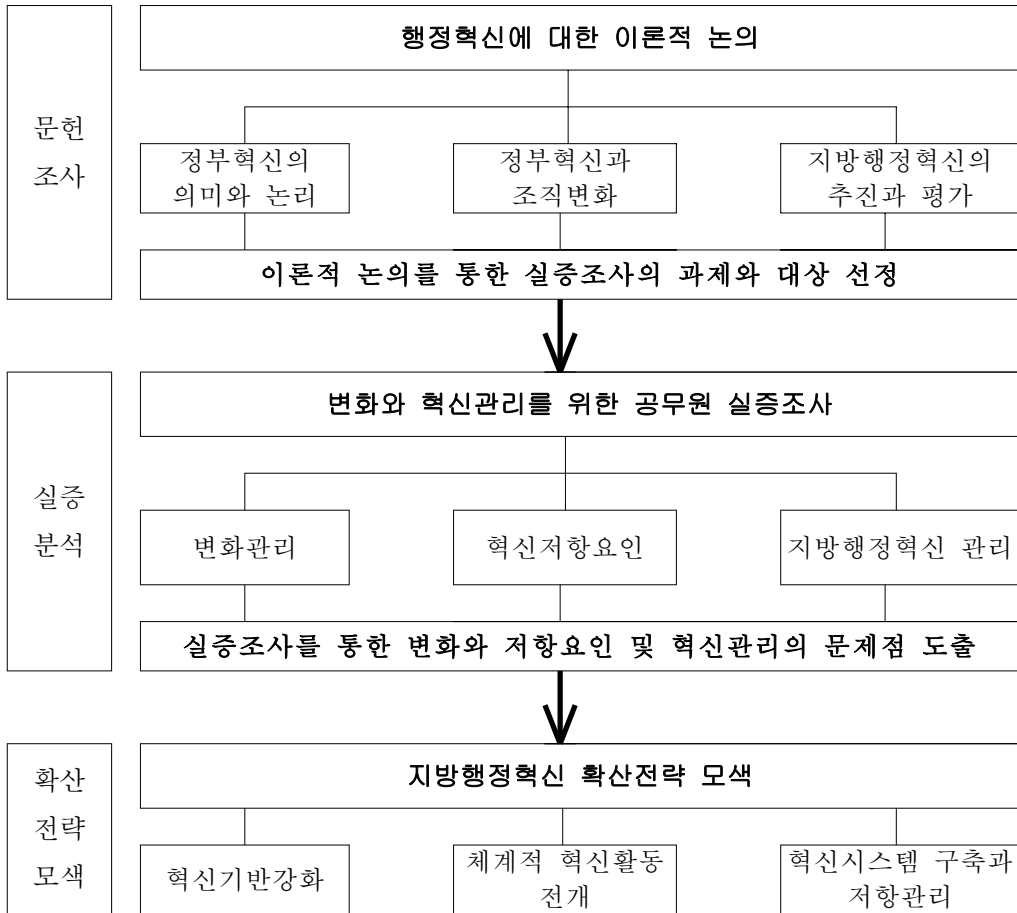 행정혁신에 대한 이론적 논의
문헌
조사
정부혁신의
의미와 논리
정부혁신과
조직변화
지방행정혁신의
추진과 평가
이론적 논의를 통한 실증조사의 과제와 대상 선정
변화와 혁신관리를 위한 공무원 실증조사
실증
분석
변화관리
혁신저항요인
지방행정혁신 관리
실증조사를 통한 변화와 저항요인 및 혁신관리의 문제점 도출
지방행정혁신 확산전략 모색
확산
전략
모색
혁신기반강화
체계적 혁신활동
전개
혁신시스템 구축과
저항관리